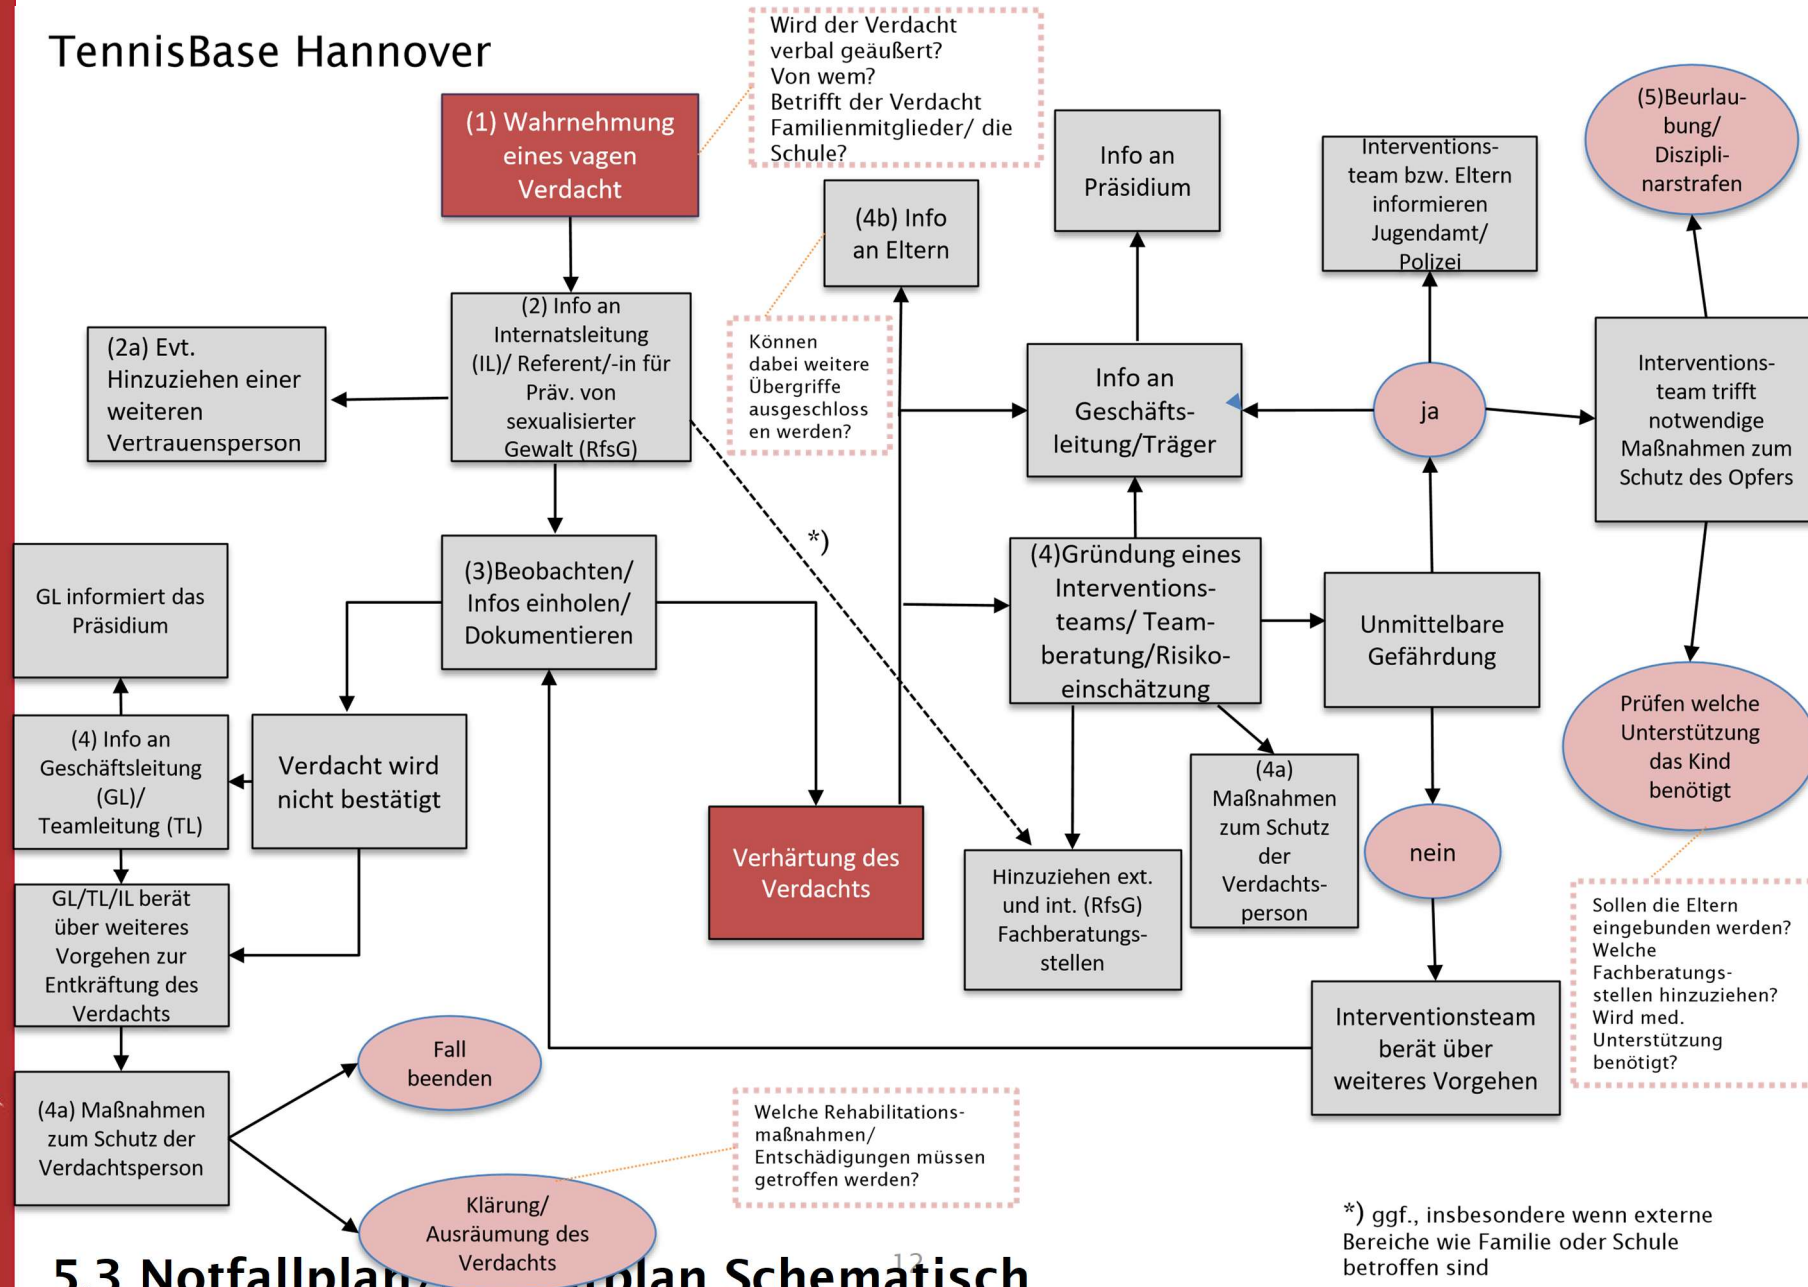 TennisBase Hannover
Wird der Verdacht
verbal geäußert?
Von wem?
Betrifft der Verdacht
Familienmitglieder/ die
Schule?
(1) Wahrnehmung
eines vagen
Verdacht
(2) Info an
Internatsleitung
(IL)/ Referent/-in für
Präv. von
sexualisierter
Gewalt (RfsG)
(2a) Evt.
Hinzuziehen einer
weiteren
Vertrauensperson
(4b) Info
an Eltern
Können
dabei weitere
Übergriffe
ausgeschloss
en werden?
Info an
Präsidium
Info an
Geschäfts-
leitung/Träger
Interventions-
team bzw. Eltern
informieren
Jugendamt/
Polizei
(5)Beurlau-
bung/
Diszipli-
narstrafen
ja
Interventions-
team trifft
notwendige
Maßnahmen zum
Schutz des Opfers
*)
(3)Beobachten/
Infos einholen/
Dokumentieren
(4)Gründung eines
Interventions-
teams/ Team-
beratung/Risiko-
einschätzung
Unmittelbare
Gefährdung
GL informiert das
Präsidium
(4) Info an
Geschäftsleitung
(GL)/
Teamleitung (TL)
Verdacht wird
nicht bestätigt
Verhärtung des
Verdachts
Hinzuziehen ext.
und int. (RfsG)
Fachberatungs-
stellen
(4a)
Maßnahmen
zum Schutz
der
Verdachts-
person
nein
Prüfen welche
Unterstützung
das Kind
benötigt
GL/TL/IL berät
über weiteres
Vorgehen zur
Entkräftung des
Verdachts
Sollen die Eltern
eingebunden werden?
Welche
Fachberatungs-
stellen hinzuziehen?
Wird med.
Unterstützung
benötigt?
Interventionsteam
berät über
weiteres Vorgehen
(4a) Maßnahmen
zum Schutz der
Verdachtsperson
Fall
beenden
Klärung/
Ausräumung des
Verdachts
Welche Rehabilitations-
maßnahmen/
Entschädigungen müssen
getroffen werden?
*) ggf., insbesondere wenn externe
Bereiche wie Familie oder Schule
betroffen sind
12
5.3 Schematisch